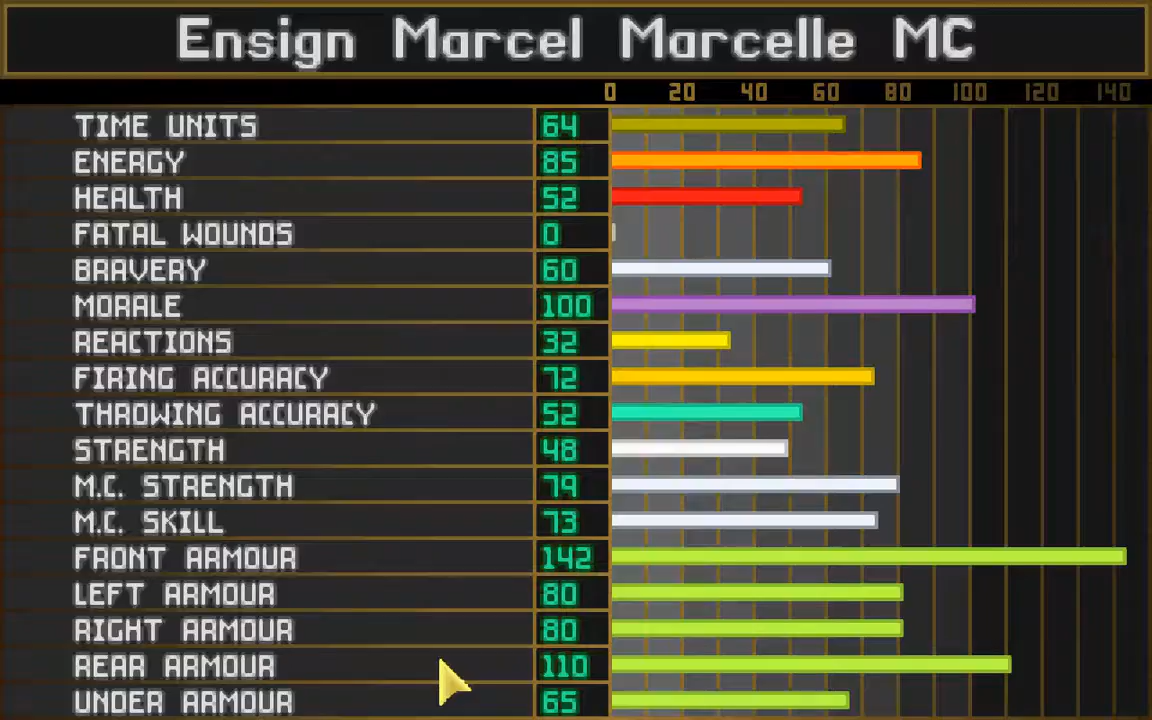 Ensign Marcel Marcelle MC
0 20 40 60 80 100 120 140
TIME UNITS 64
ENERGY 85
HEALTH 52
FATAL WOUNDS 0
BRAVERY 60
MORALE 100
REACTIONS 32
FIRING ACCURACY 72
THROWING ACCURACY 52
STRENGTH 48
M.C. STRENGTH 79
M.C. SKILL 73
FRONT ARMOUR 142
LEFT ARMOUR 80
RIGHT ARMOUR 80
REAR ARMOUR 110
UNDER ARMOUR 65